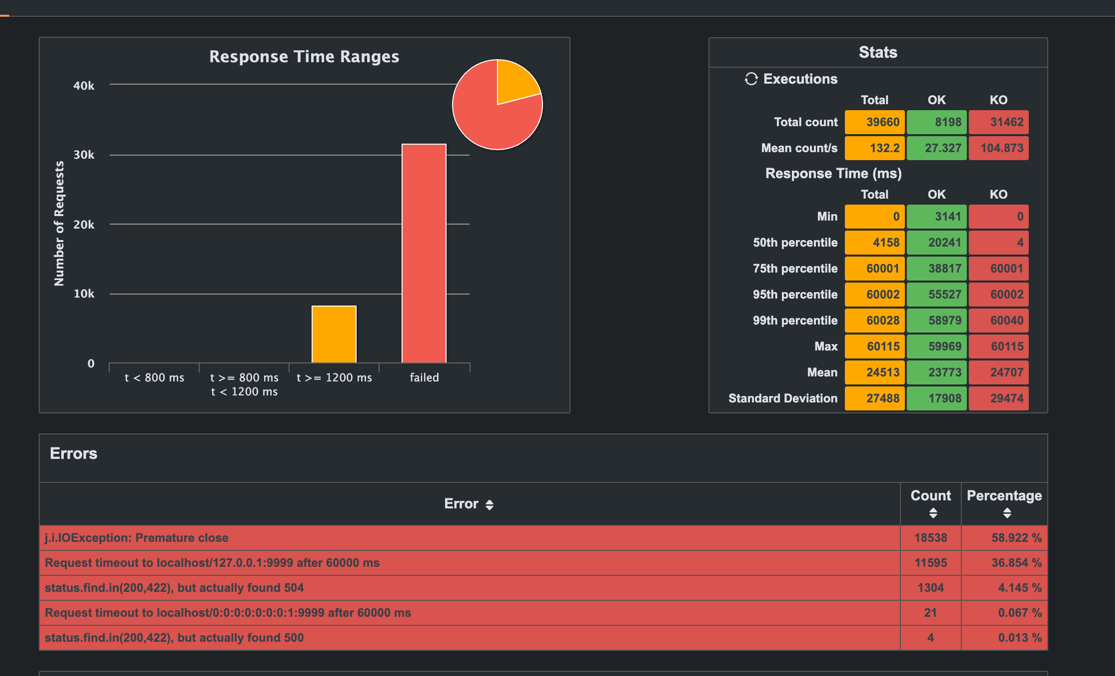 Response Time Ranges
Number of Requests
40k
30k
20k
10k
0
t < 800 ms
t >= 800 ms
t < 1200 ms
t >= 1200 ms
failed
Stats
Executions
Total OK KO
Total count 39660 8198 31462
Mean count/s 132.2 27.327 104.873
Response Time (ms)
Total OK KO
Min 0 3141 0
50th percentile 4158 20241 4
75th percentile 60001 38817 60001
95th percentile 60002 55527 60002
99th percentile 60028 58979 60040
Max 60115 59969 60115
Mean 24513 23773 24707
Standard Deviation 27488 17908 29474
Errors
Error Count Percentage
j.i.IOException: Premature close 18538 58.922 %
Request timeout to localhost/127.0.0.1:9999 after 60000 ms 11595 36.854 %
status.find.in(200,422), but actually found 504 1304 4.145 %
Request timeout to localhost/0:0:0:0:0:0:0:1:9999 after 60000 ms 21 0.067 %
status.find.in(200,422), but actually found 500 4 0.013 %